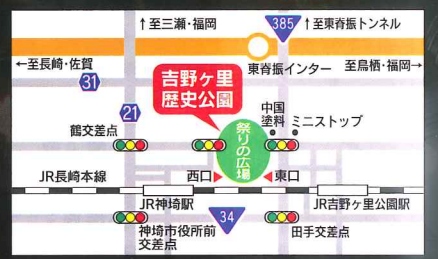 ↑至三瀬・福岡
385
↑至東脊振トンネル
←至長崎・佐賀
東脊振インター
至鳥栖・福岡→
31
吉野ヶ里
歴史公園
21
中国
塗料
ミニストップ
鶴交差点
祭りの広場
JR長崎本線
西口
東口
JR神埼駅
JR吉野ヶ里公園駅
34
神埼市役所前
交差点
田手交差点